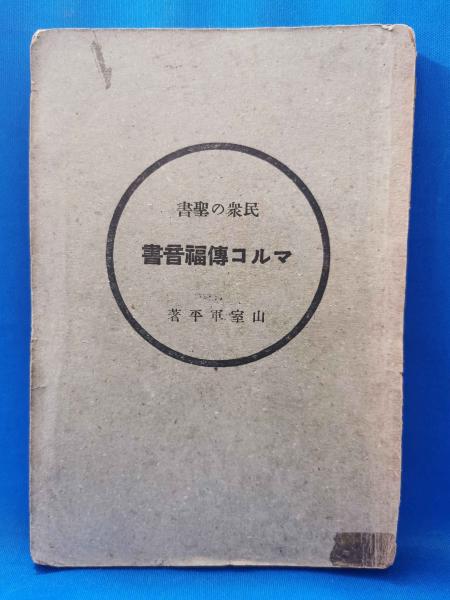 民衆の聖書
マルコ傳福音書
山室軍平著